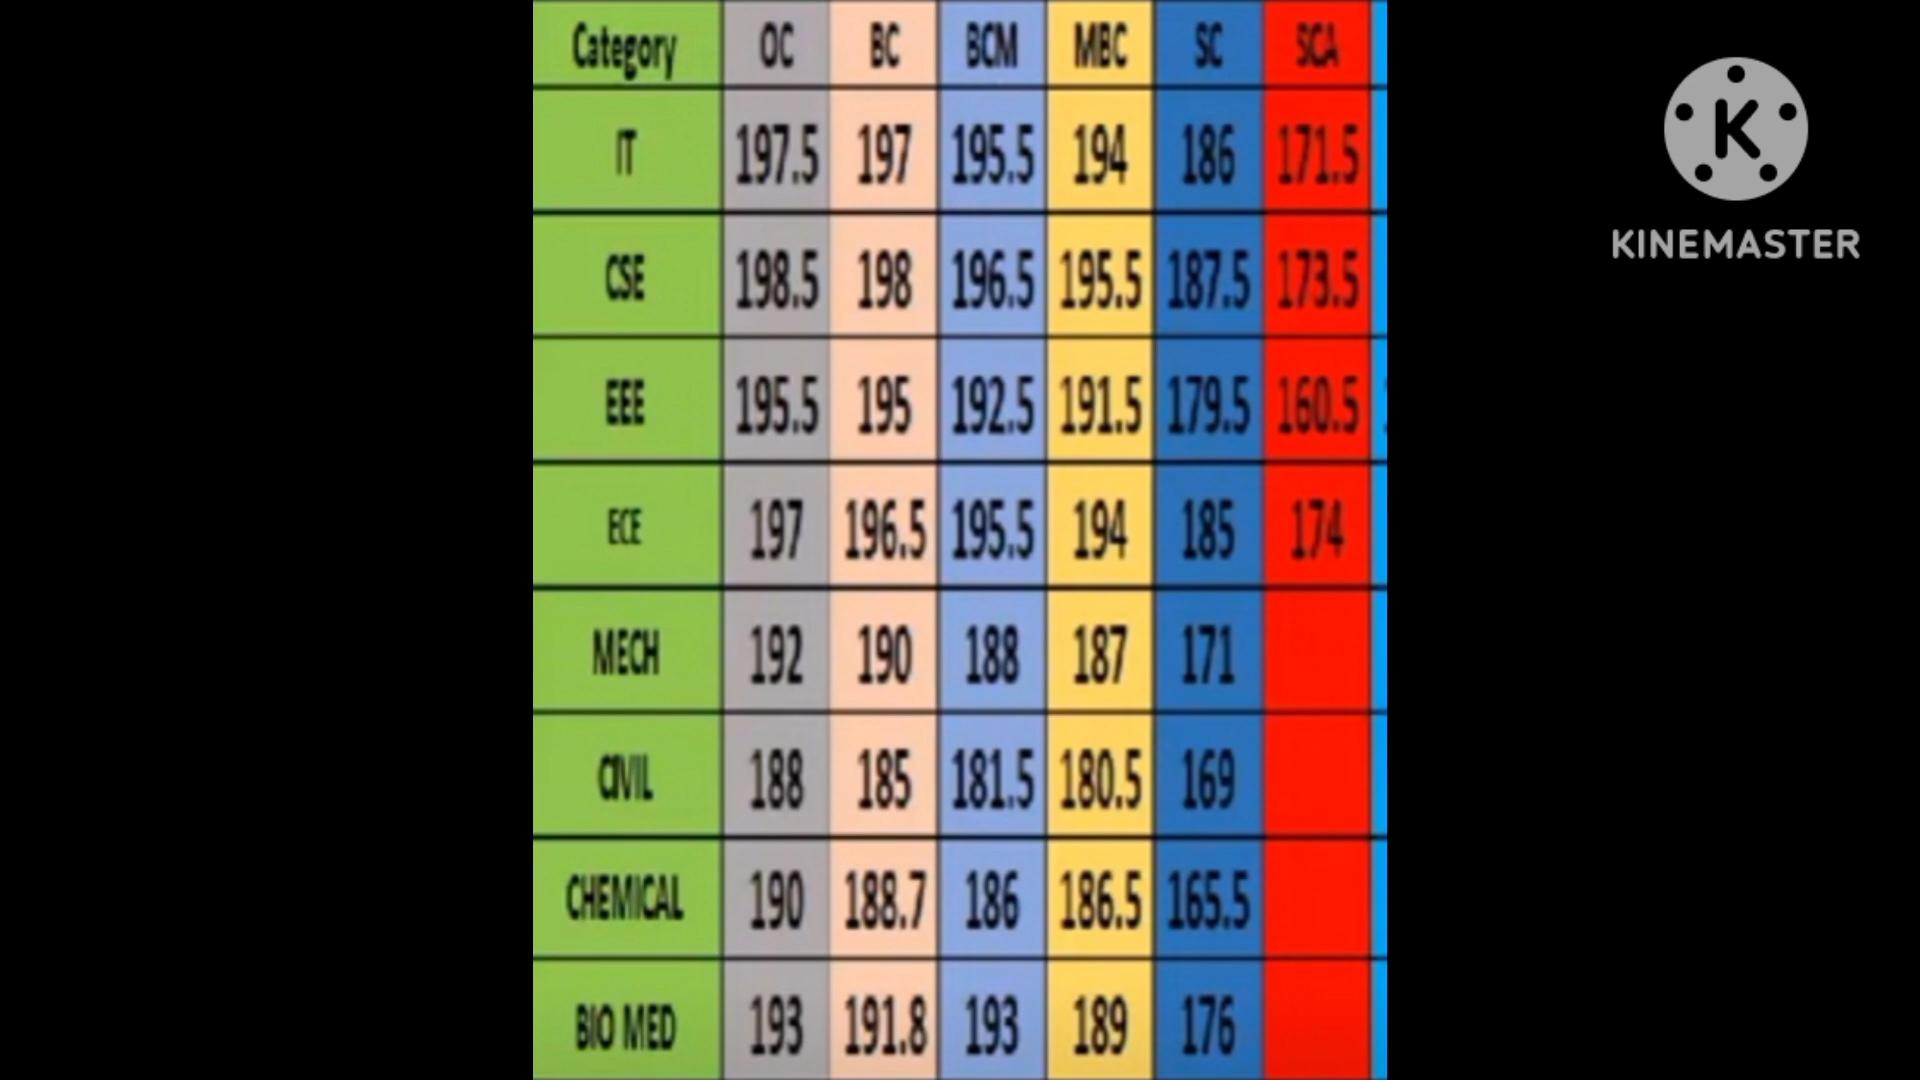 Category OC BC BCM MBC SC SCA
IT 197.5 197 195.5 194 186 171.5
CSE 198.5 198 196.5 195.5 187.5 173.5
EEE 195.5 195 192.5 191.5 179.5 160.5
ECE 197 196.5 195.5 194 185 174
MECH 192 190 188 187 171
CIVIL 188 185 181.5 180.5 169
CHEMICAL 190 188.7 186 186.5 165.5
BIO MED 193 191.8 193 189 176
K
KINEMASTER